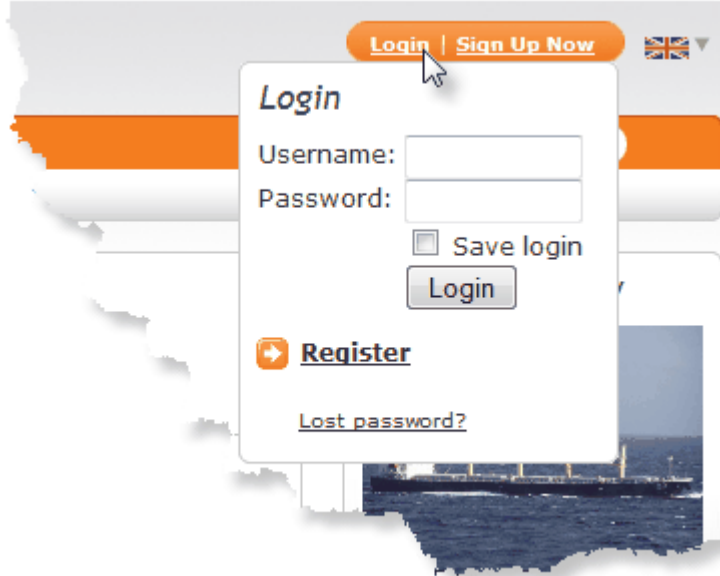 Login | Sign Up Now
Login
Username:
Password:
Save login
Login
Register
Lost password?